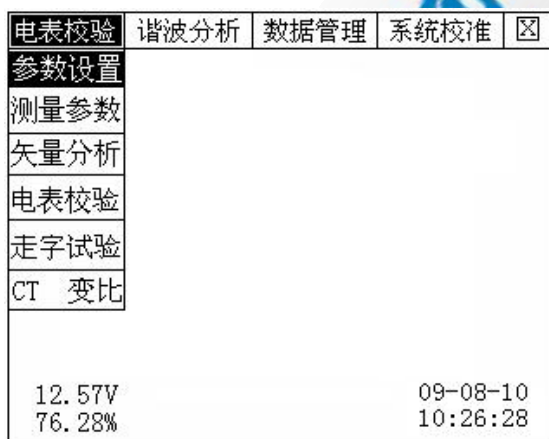 电表校验 谐波分析 数据管理 系统校准
参数设置
测量参数
矢量分析
电表校验
走字试验
CT 变比
12.57V 09-08-10
76.28% 10:26:28